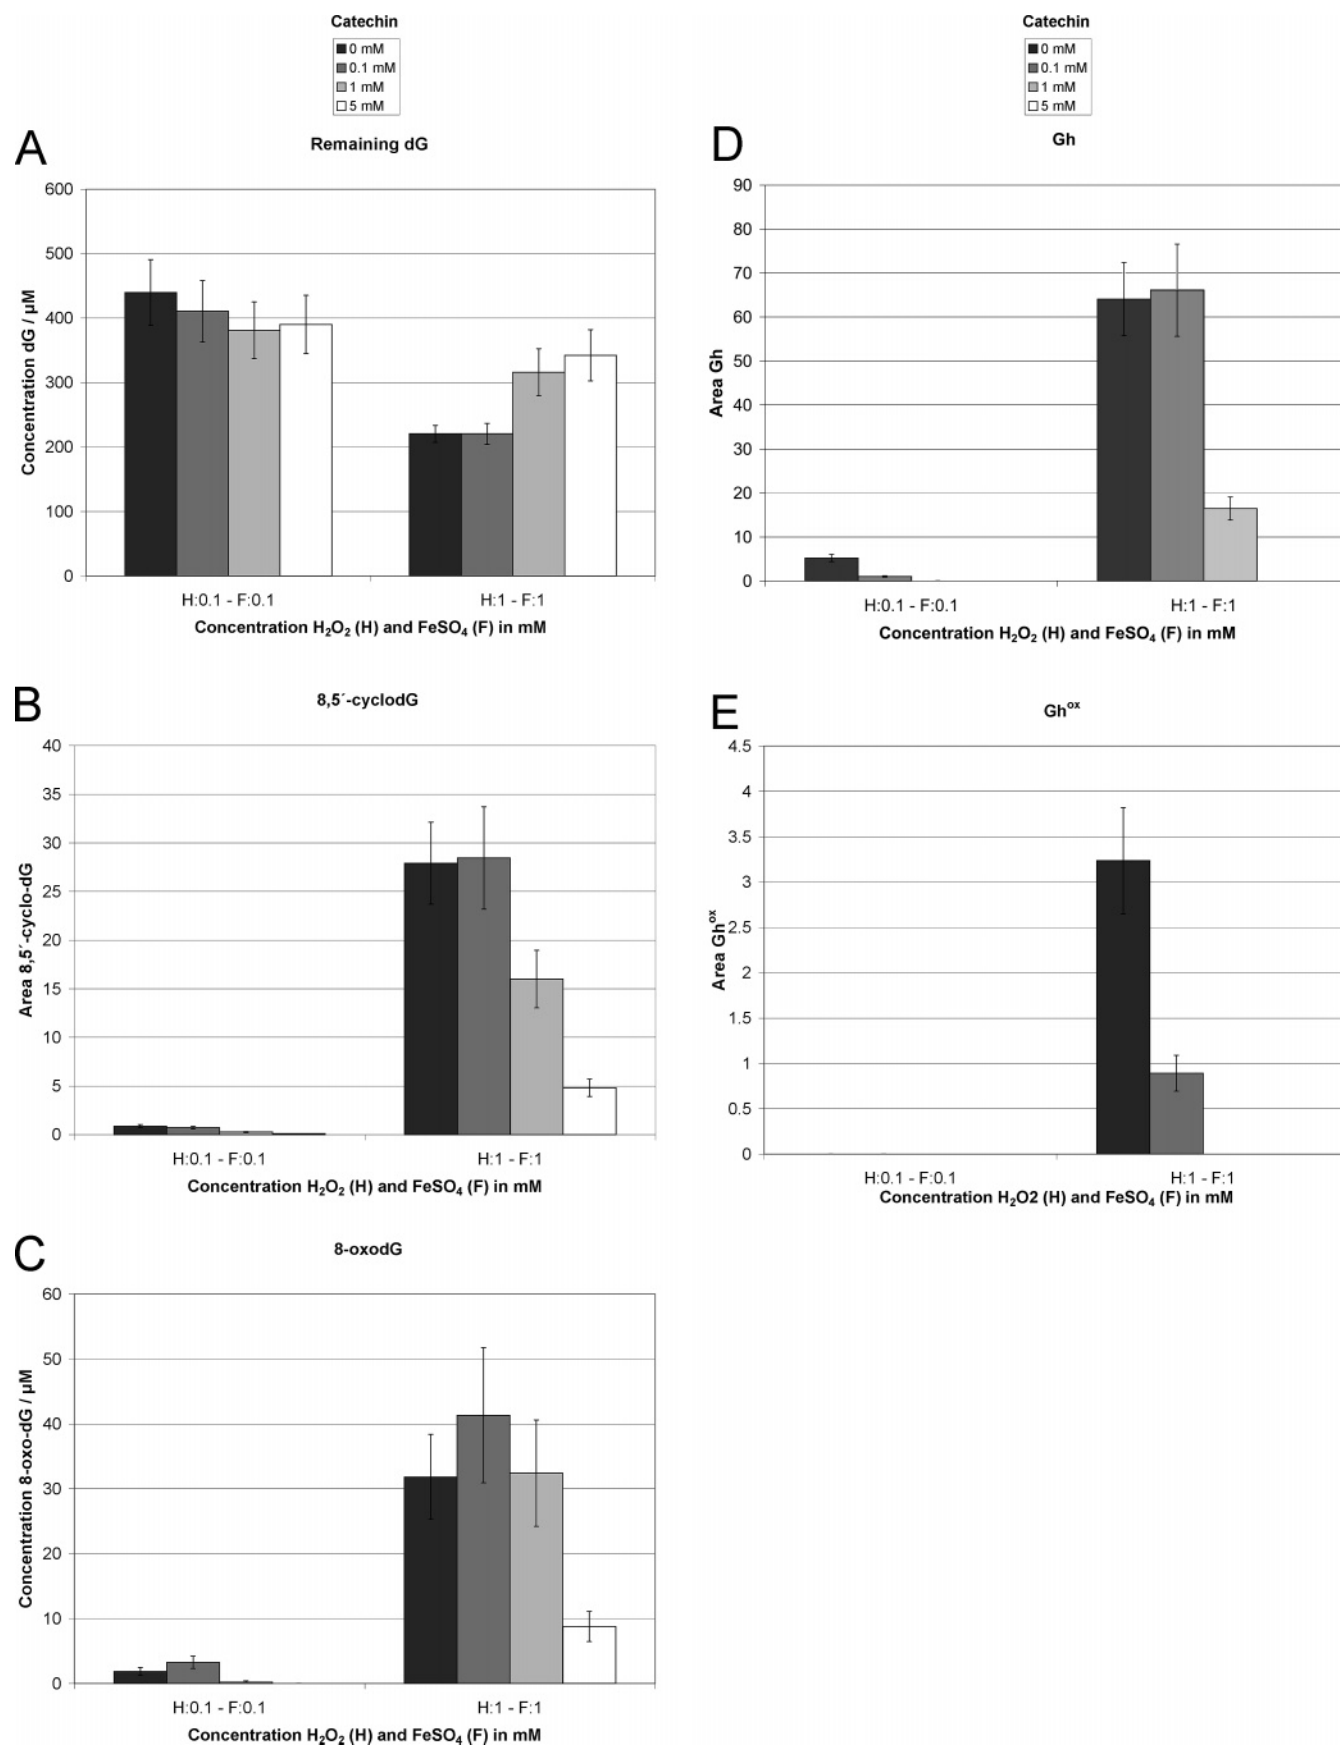 Catechin
0 mM
0.1 mM
1 mM
5 mM
A
Remaining dG
600
500
400
300
200
100
0
Concentration dG / µM
H:0.1 - F:0.1
H:1 - F:1
Concentration H₂O₂ (H) and FeSO₄ (F) in mM
B
8,5´-cyclodG
40
35
30
25
20
15
10
5
0
Area 8,5´-cyclo-dG
H:0.1 - F:0.1
H:1 - F:1
Concentration H₂O₂ (H) and FeSO₄ (F) in mM
C
8-oxodG
60
50
40
30
20
10
0
Concentration 8-oxo-dG / µM
H:0.1 - F:0.1
H:1 - F:1
Concentration H₂O₂ (H) and FeSO₄ (F) in mM
Catechin
0 mM
0.1 mM
1 mM
5 mM
D
Gh
90
80
70
60
50
40
30
20
10
0
Area Gh
H:0.1 - F:0.1
H:1 - F:1
Concentration H₂O₂ (H) and FeSO₄ (F) in mM
E
Ghᵒˣ
4.5
4
3.5
3
2.5
2
1.5
1
0.5
0
Area Ghᵒˣ
H:0.1 - F:0.1
H:1 - F:1
Concentration H₂O2 (H) and FeSO₄ (F) in mM